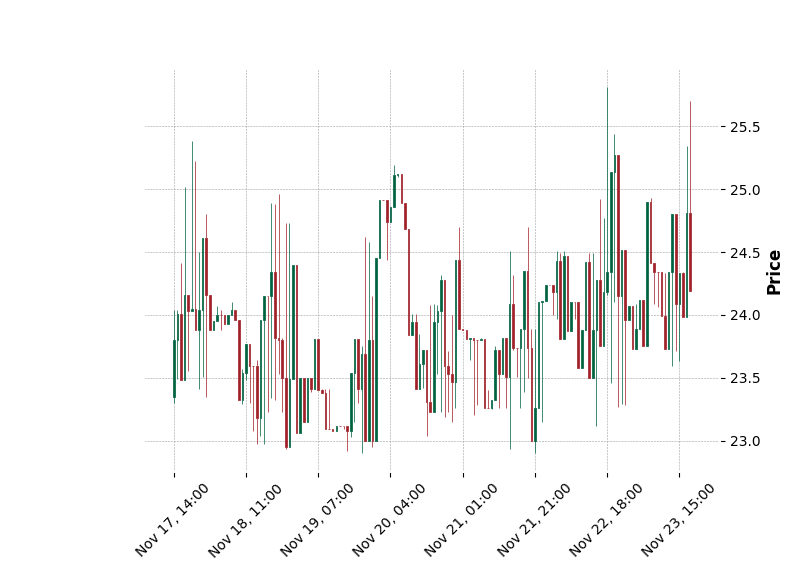 25.5
25.0
24.5
24.0
23.5
23.0
Price
Nov 17, 14:00
Nov 18, 11:00
Nov 19, 07:00
Nov 20, 04:00
Nov 21, 01:00
Nov 21, 21:00
Nov 22, 18:00
Nov 23, 15:00